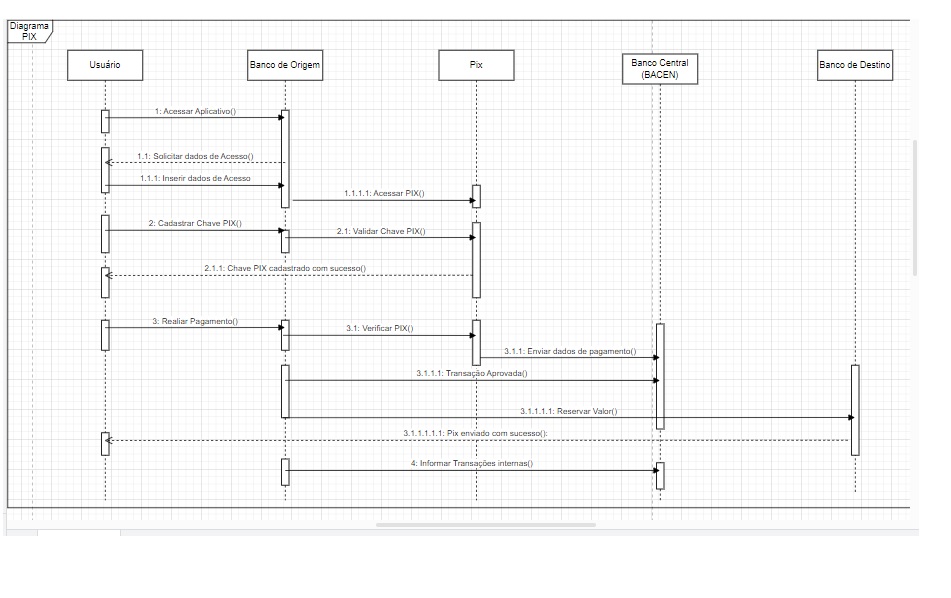 Diagrama
PIX
Usuário
Banco de Origem
Pix
Banco Central
(BACEN)
Banco de Destino
1: Acessar Aplicativo()
1.1: Solicitar dados de Acesso()
1.1.1: Inserir dados de Acesso
1.1.1.1: Acessar PIX()
2: Cadastrar Chave PIX()
2.1: Validar Chave PIX()
2.1.1: Chave PIX cadastrado com sucesso()
3: Realiar Pagamento()
3.1: Verificar PIX()
3.1.1: Enviar dados de pagamento()
3.1.1.1: Transação Aprovada()
3.1.1.1.1: Reservar Valor()
3.1.1.1.1.1: Pix enviado com sucesso():
4: Informar Transações internas()